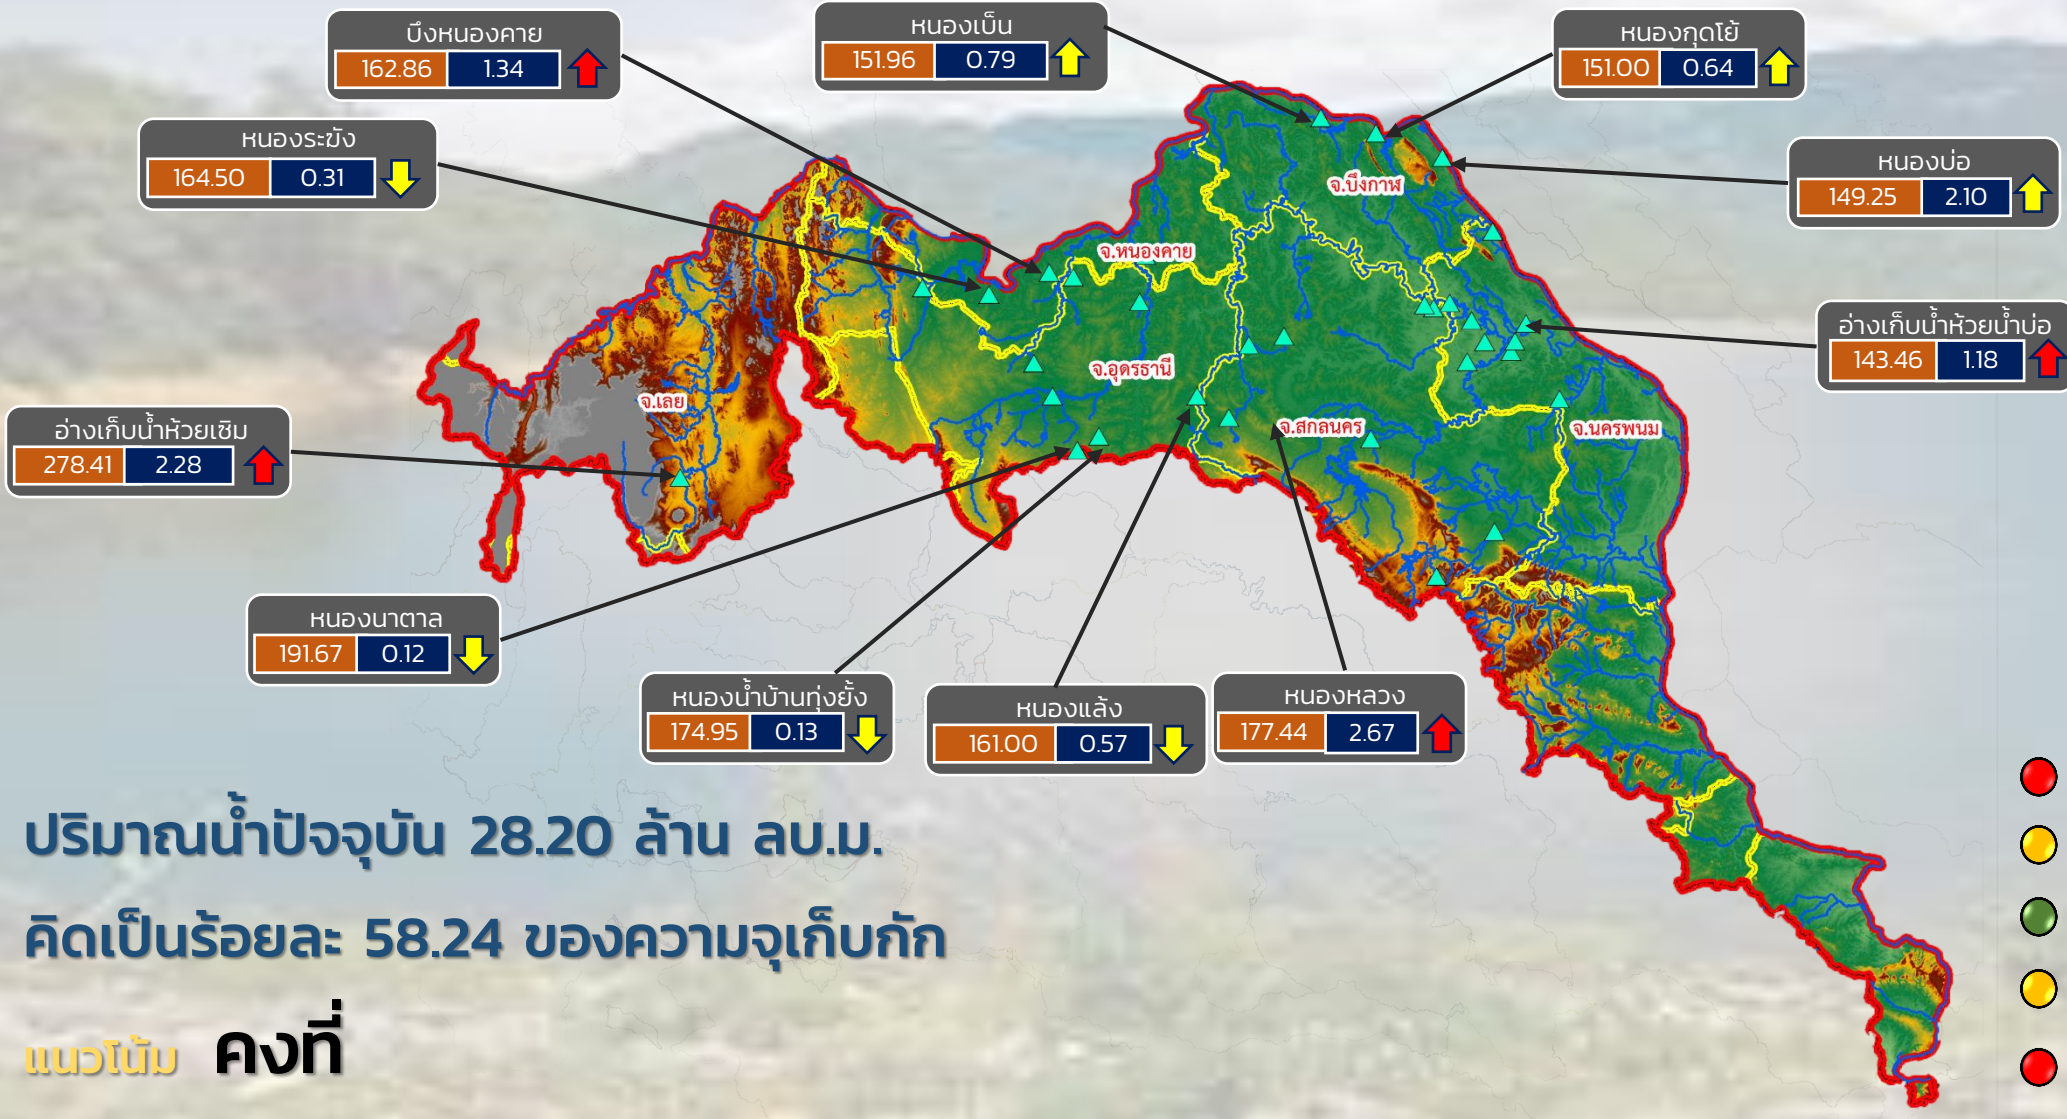 บึงหนองคาย
162.86 1.34
หนองเบ็น
151.96 0.79
หนองกุดโย้
151.00 0.64
หนองระฆัง
164.50 0.31
หนองบ่อ
149.25 2.10
จ.บึงกาฬ
จ.หนองคาย
อ่างเก็บน้ำห้วยน้ำบ่อ
143.46 1.18
จ.อุดรธานี
จ.เลย
จ.สกลนคร
จ.นครพนม
อ่างเก็บน้ำห้วยเซิม
278.41 2.28
หนองนาตาล
191.67 0.12
หนองน้ำบ้านทุ่งยั้ง
174.95 0.13
หนองแล้ง
161.00 0.57
หนองหลวง
177.44 2.67
ปริมาณน้ำปัจจุบัน 28.20 ล้าน ลบ.ม.
คิดเป็นร้อยละ 58.24 ของความจุเก็บกัก
แนวโน้ม คงที่